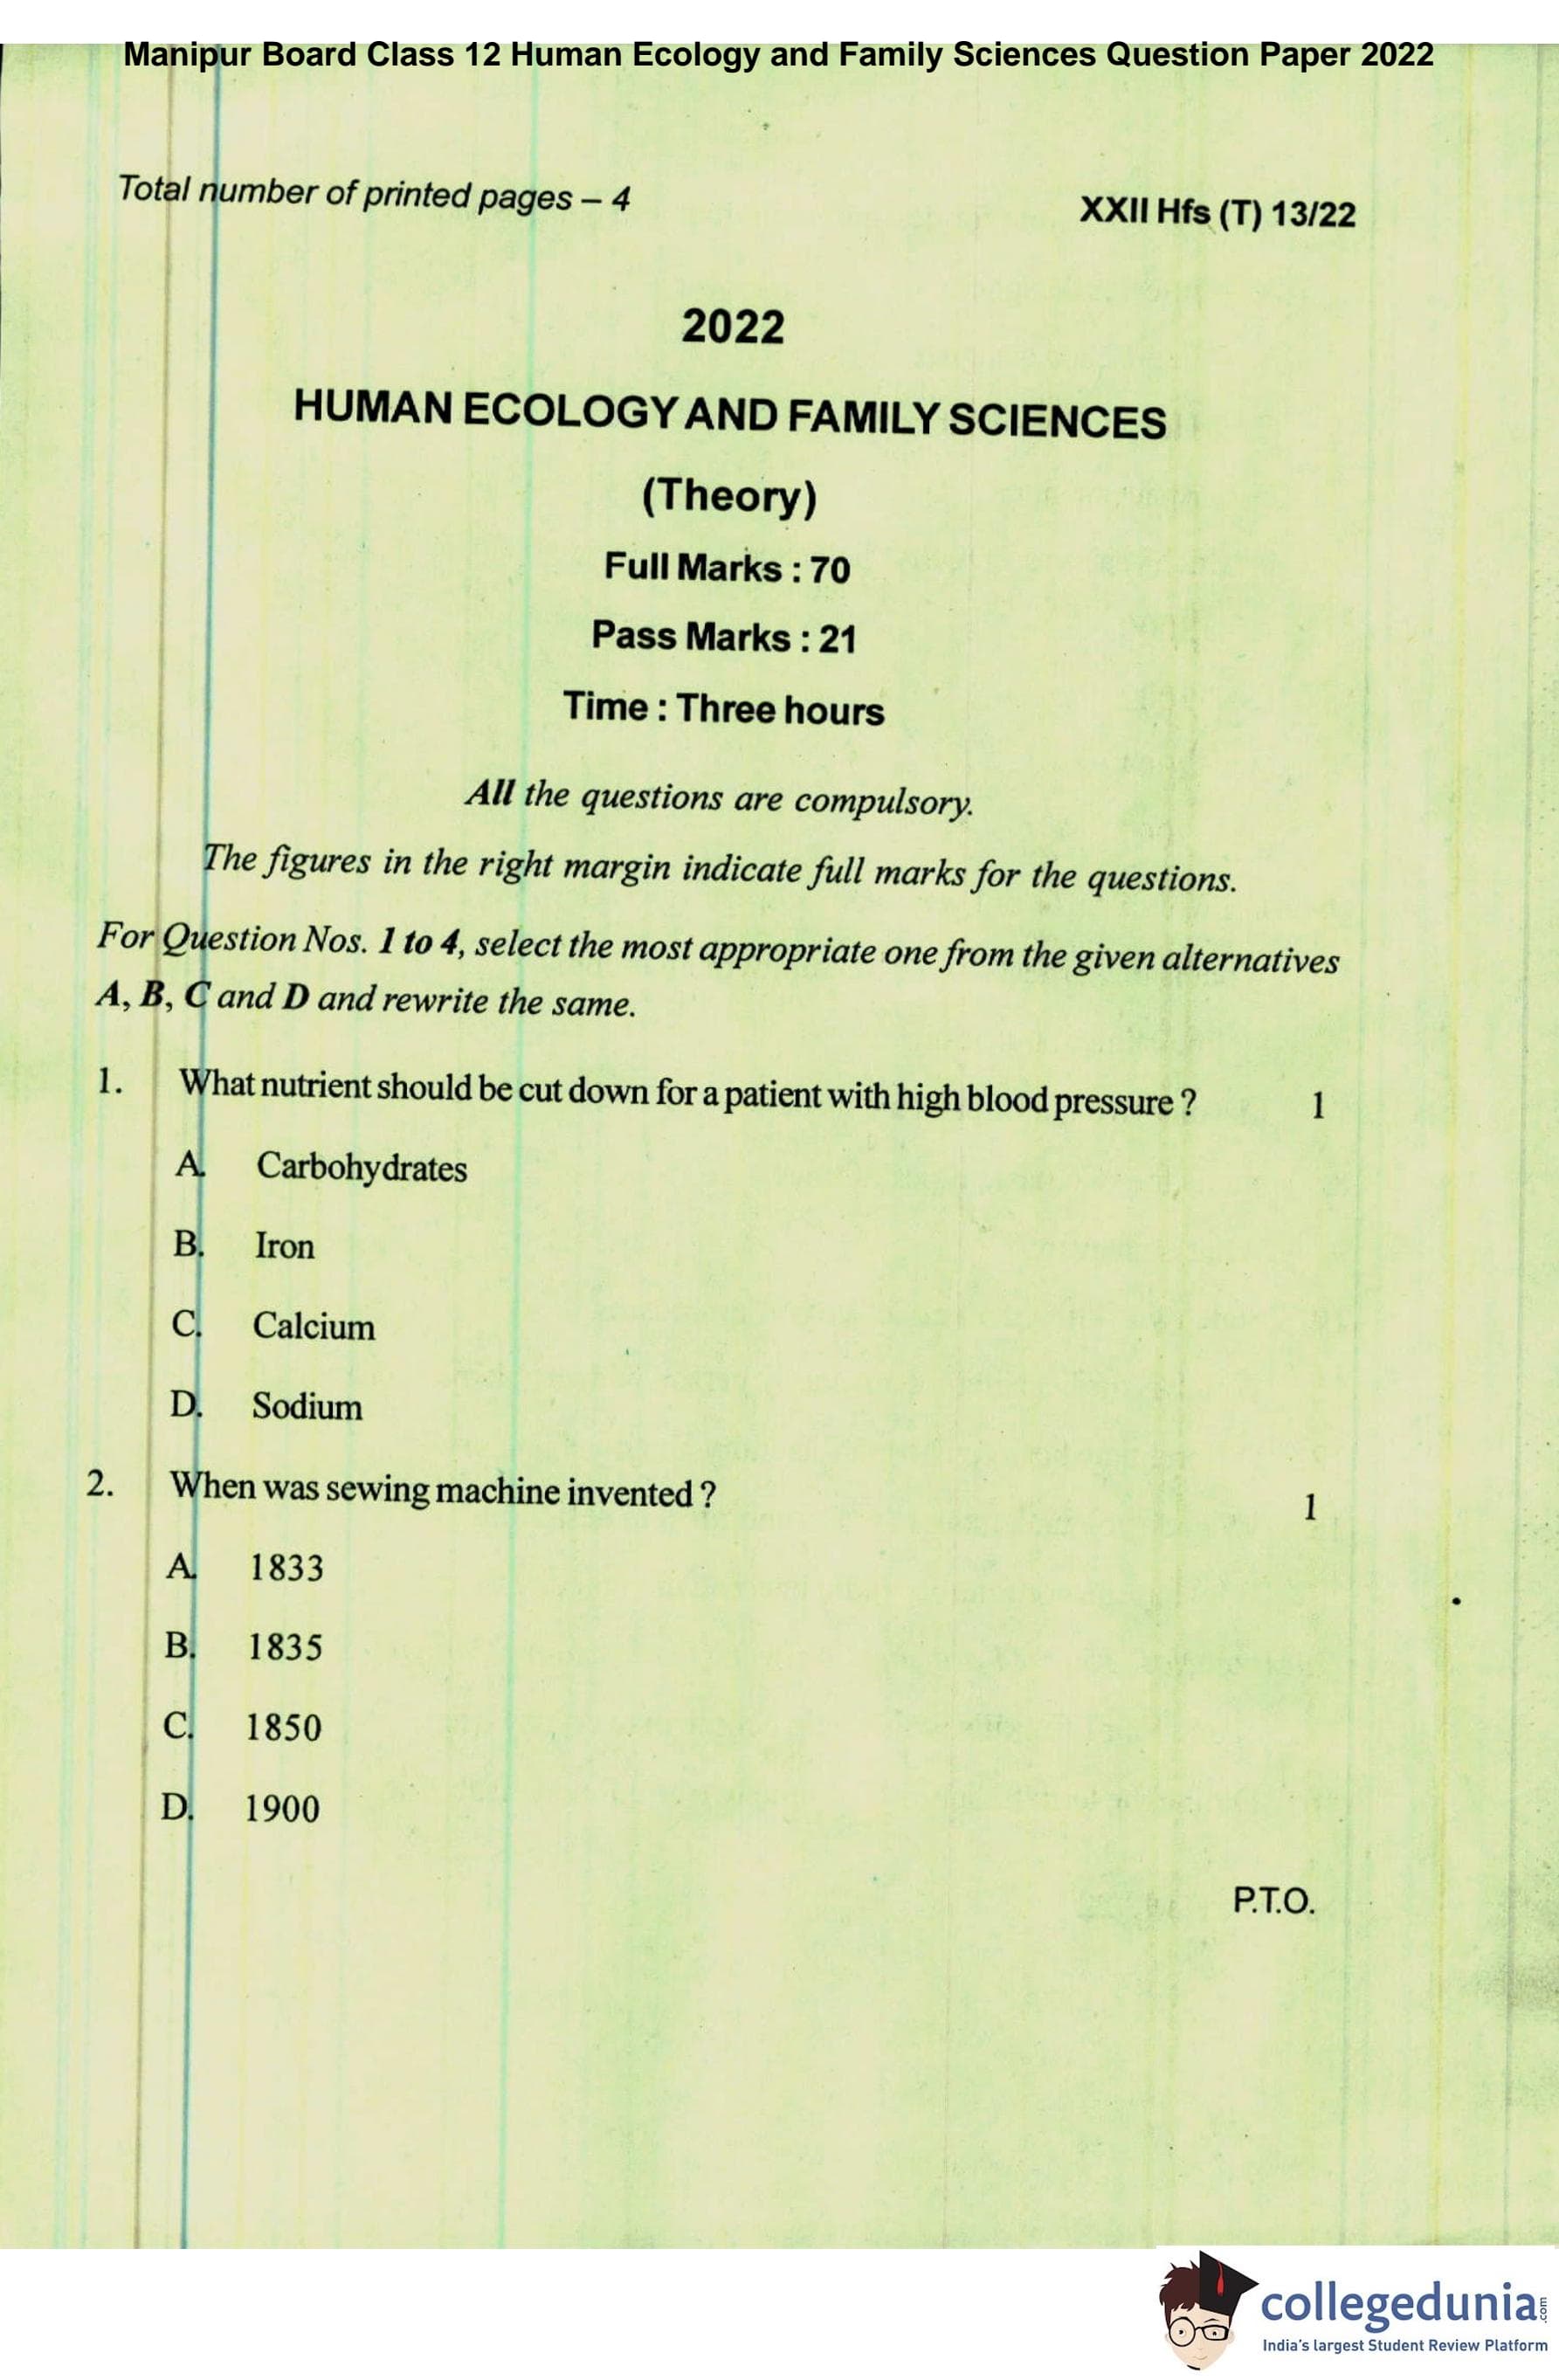 Manipur Board Class 12 Human Ecology and Family Sciences Question Paper 2022
Total number of printed pages – 4
XXII Hfs (T) 13/22
2022
HUMAN ECOLOGY AND FAMILY SCIENCES
(Theory)
Full Marks : 70
Pass Marks : 21
Time : Three hours
All the questions are compulsory.
The figures in the right margin indicate full marks for the questions.
For Question Nos. 1 to 4, select the most appropriate one from the given alternatives
A, B, C and D and rewrite the same.
1. What nutrient should be cut down for a patient with high blood pressure ? 1
A. Carbohydrates
B. Iron
C. Calcium
D. Sodium
2. When was sewing machine invented ? 1
A. 1833
B. 1835
C. 1850
D. 1900
P.T.O.
collegedunia.com
India's largest Student Review Platform